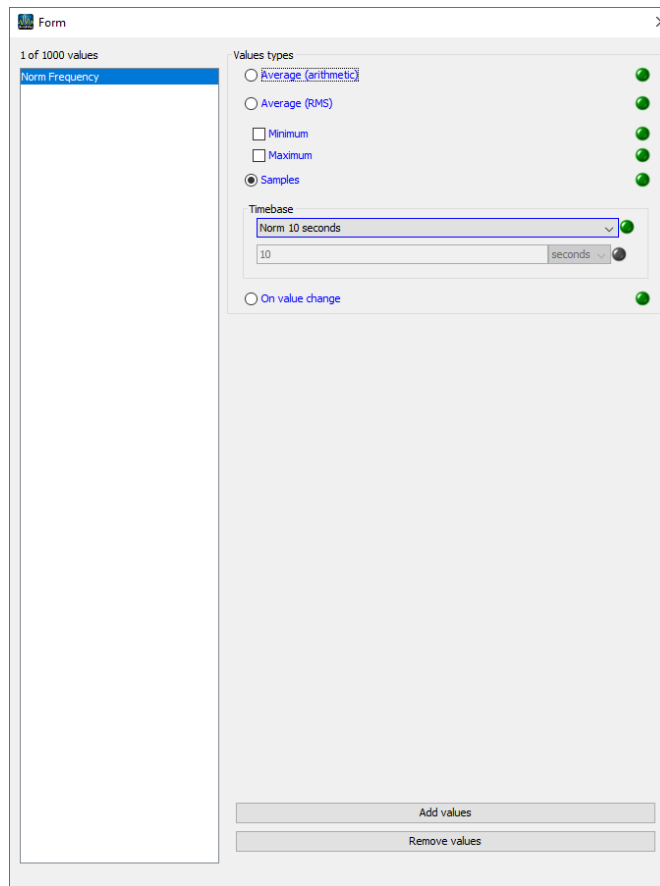 Form
1 of 1000 values
Norm Frequency
Values types
Average (arithmetic)
Average (RMS)
Minimum
Maximum
Samples
Timebase
Norm 10 seconds
10 seconds
On value change
Add values
Remove values